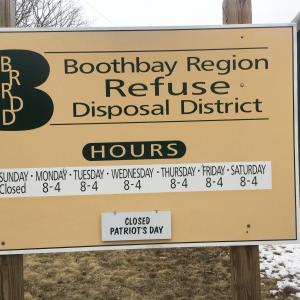 BRRDD
Boothbay Region
Refuse
Disposal District
HOURS
SUNDAY · MONDAY · TUESDAY · WEDNESDAY · THURSDAY · FRIDAY · SATURDAY
Closed 8-4 8-4 8-4 8-4 8-4 8-4
CLOSED
PATRIOT'S DAY